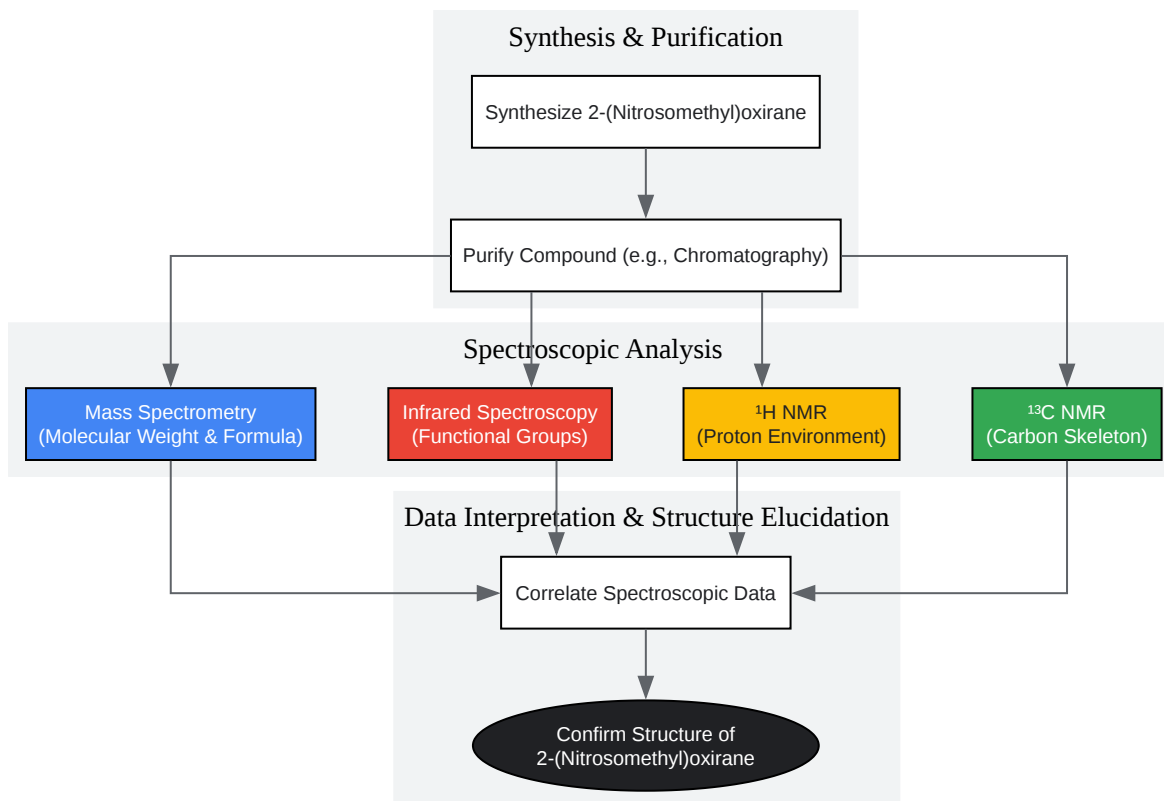 Synthesis & Purification
Synthesize 2-(Nitrosomethyl)oxirane
Purify Compound (e.g., Chromatography)
Spectroscopic Analysis
Mass Spectrometry
(Molecular Weight & Formula)
Infrared Spectroscopy
(Functional Groups)
¹H NMR
(Proton Environment)
¹³C NMR
(Carbon Skeleton)
Data Interpretation & Structure Elucidation
Correlate Spectroscopic Data
Confirm Structure of
2-(Nitrosomethyl)oxirane